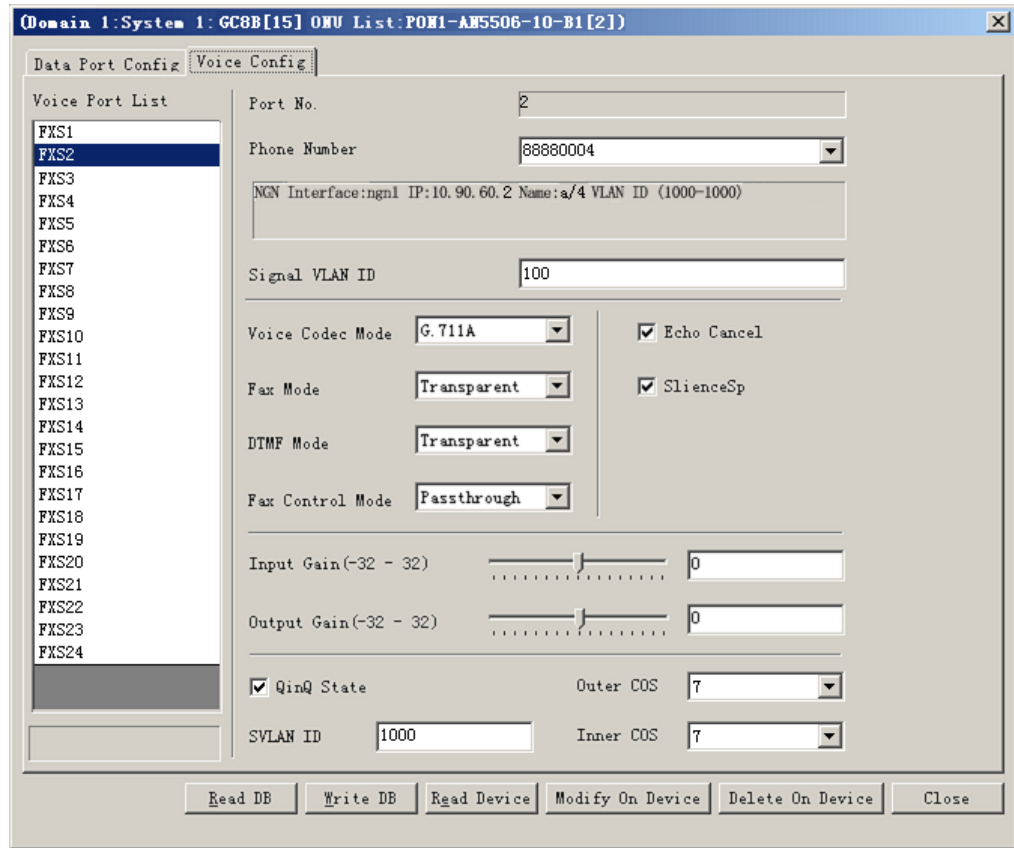 (Domain 1:System 1: GC8B[15] ONU List:PON1-AN5506-10-B1[2])
Data Port Config Voice Config
Voice Port List
FXS1
FXS2
FXS3
FXS4
FXS5
FXS6
FXS7
FXS8
FXS9
FXS10
FXS11
FXS12
FXS13
FXS14
FXS15
FXS16
FXS17
FXS18
FXS19
FXS20
FXS21
FXS22
FXS23
FXS24
Port No. 2
Phone Number 88880004
NGN Interface:ngn1 IP:10.90.60.2 Name:a/4 VLAN ID (1000-1000)
Signal VLAN ID 100
Voice Codec Mode G.711A
Fax Mode Transparent
DTMF Mode Transparent
Fax Control Mode Passthrough
Echo Cancel
SlienceSp
Input Gain(-32 - 32) 0
Output Gain(-32 - 32) 0
QinQ State Outer COS 7
SVLAN ID 1000 Inner COS 7
Read DB Write DB Read Device Modify On Device Delete On Device Close